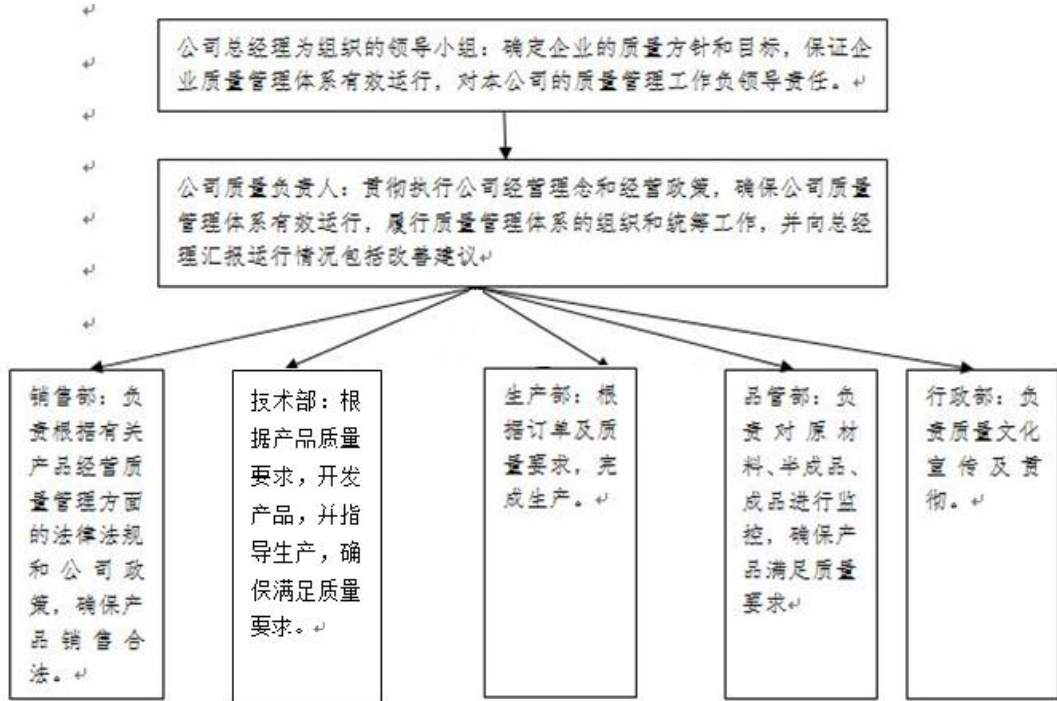 公司总经理为组织的领导小组：确定企业的质量方针和目标，保证企
业质量管理体系有效运行，对本公司的质量管理工作负领导责任。
公司质量负责人：贯彻执行公司经营理念和经营政策，确保公司质量
管理体系有效运行，履行质量管理体系的组织和统筹工作，并向总经
理汇报运行情况包括改善建议
销售部：负
责根据有关
产品经营质
量管理方面
的法律法规
和公司政
策，确保产
品销售合
法。
技术部：根
据产品质量
要求，开发
产品，并指
导生产，确
保满足质量
要求。
生产部：根
据订单及质
量要求，完
成生产。
品管部：负
责对原材
料、半成品、
成品进行监
控，确保产
品满足质量
要求
行政部：负
责质量文化
宣传及贯
彻。